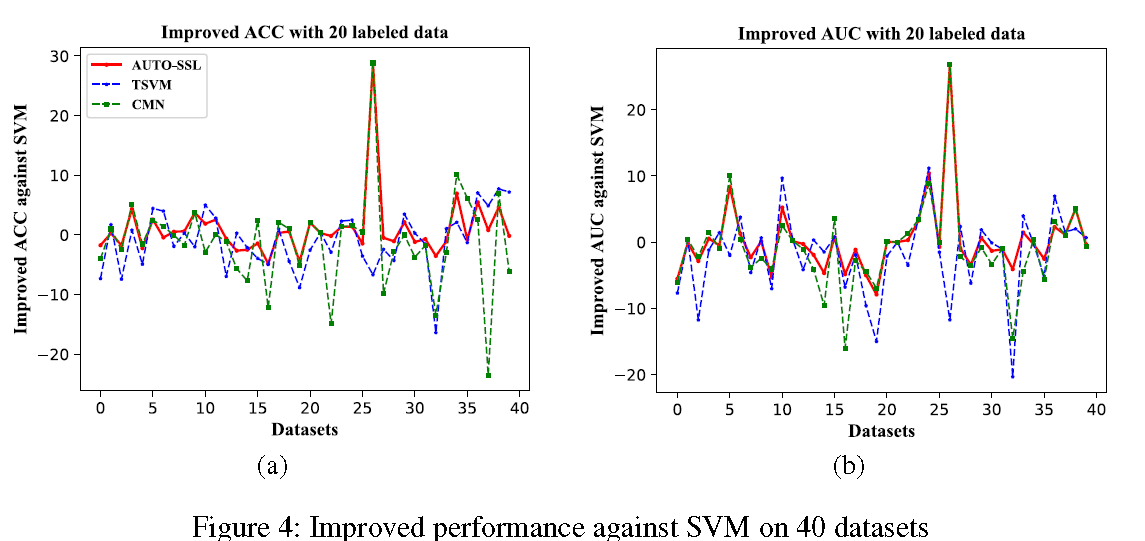 Improved ACC with 20 labeled data
Improved ACC against SVM
30
20
10
0
−10
−20
AUTO-SSL
TSVM
CMN
0 5 10 15 20 25 30 35 40
Datasets
(a)
Improved AUC with 20 labeled data
Improved AUC against SVM
20
10
0
−10
−20
0 5 10 15 20 25 30 35 40
Datasets
(b)
Figure 4: Improved performance against SVM on 40 datasets